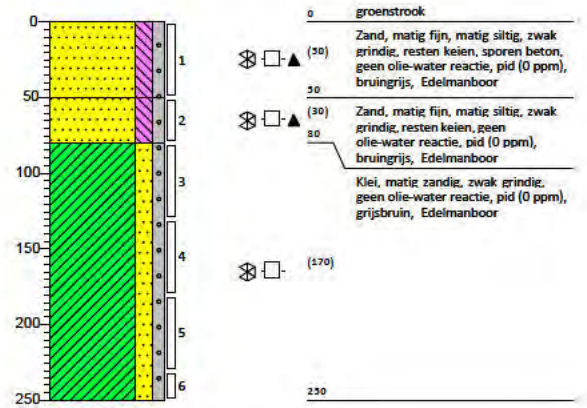 0
groenstrook
Zand, matig fijn, matig siltig, zwak
grindig, resten keien, sporen beton,
geen olie-water reactie, pid (0 ppm),
bruingrijs, Edelmanboor
(50)
1
50
50
2
(30)
Zand, matig fijn, matig siltig, zwak
grindig, resten keien, geen
olie-water reactie, pid (0 ppm),
bruingrijs, Edelmanboor
80
Klei, matig zandig, zwak grindig,
geen olie-water reactie, pid (0 ppm),
grijsbruin, Edelmanboor
100
3
150
4
(170)
200
5
6
250
250
0